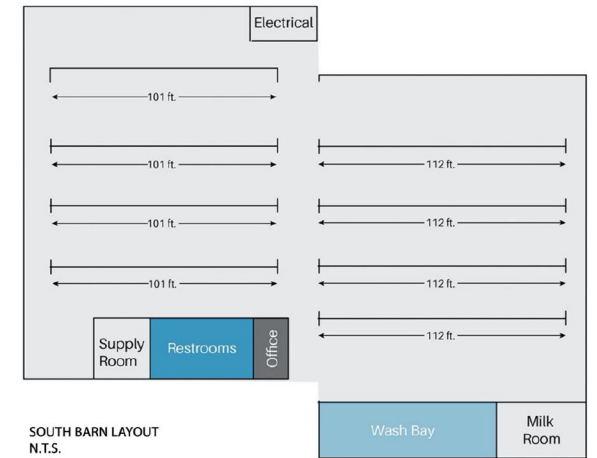 Electrical
101 ft.
101 ft.
112 ft.
101 ft.
112 ft.
101 ft.
112 ft.
112 ft.
Supply
Room
Restrooms
Office
Wash Bay
Milk
Room
SOUTH BARN LAYOUT
N.T.S.